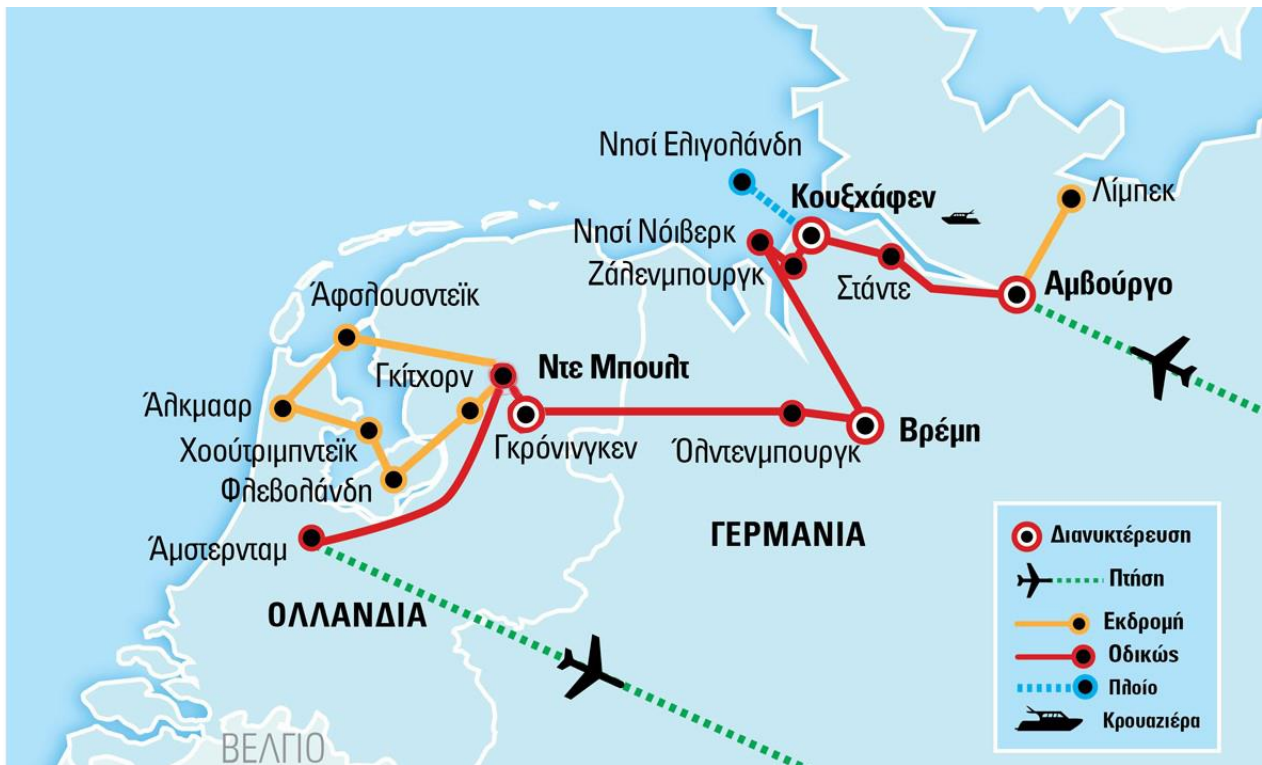 Νησί Ελιγολάνδη
Κουξχάφεν
Λίμπεκ
Νησί Νόιβερκ
Ζάλενμπουργκ
Στάντε
Αμβούργο
Άφσλουσντεϊκ
Γκίτχορν
Ντε Μπουλτ
Άλκμααρ
Χοούτριμπντεϊκ
Γκρόνινγκεν
Όλντενμπουργκ
Βρέμη
Φλεβολάνδη
Άμστερνταμ
ΓΕΡΜΑΝΙΑ
ΟΛΛΑΝΔΙΑ
ΒΕΛΓΙΟ
Διανυκτέρευση
Πτήση
Εκδρομή
Οδικώς
Πλοίο
Κρουαζιέρα